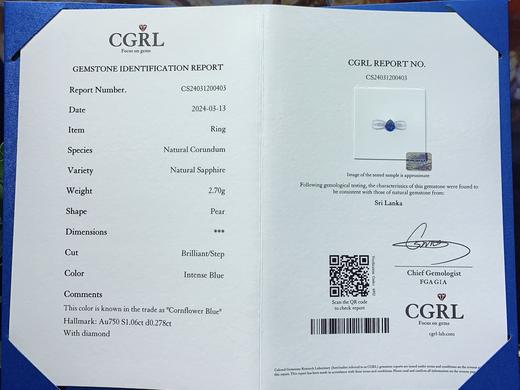 CGRL
Focus on gems
GEMSTONE IDENTIFICATION REPORT
Report Number. CS24031200403
Date 2024-03-13
Item Ring
Species Natural Corundum
Variety Natural Sapphire
Weight 2.70g
Shape Pear
Dimensions ***
Cut Brilliant/Step
Color Intense Blue
Comments
This color is known in the trade as "Cornflower Blue"
Hallmark: Au750 S1.06ct d0.278ct
With diamond
CGRL REPORT NO.
CS24031200403
Image of the tested sample is approximate
Following gemological testing, the characteristics of this gemstone were found to
be consistent with those of natural gemstone from:
Sri Lanka
Scan the QR code
to check report
Chief Gemologist
FGA GIA
CGRL
Focus on gems
cgrl-lab.com